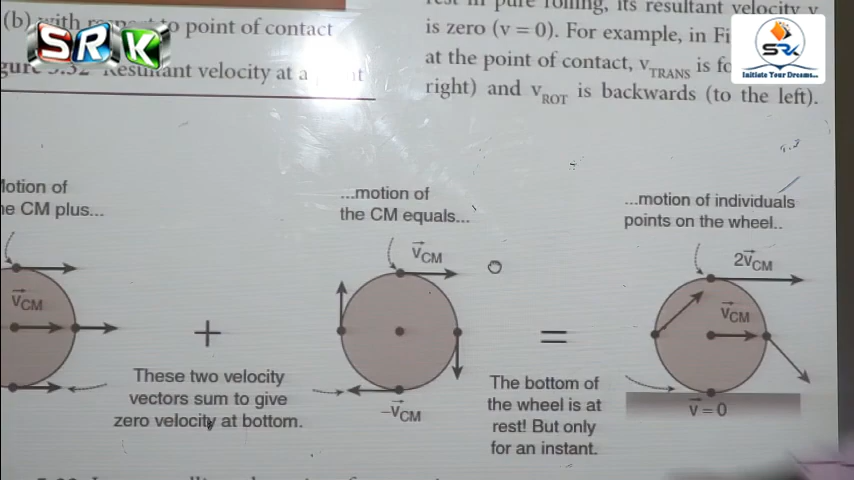 (b) with respect to point of contact
Resultant velocity at a
rest in pure rolling, its resultant velocity v
is zero (v = 0). For example, in
at the point of contact, vTRANS is
right) and vROT is backwards (to the left).
SRK
SRK
Initiate Your Dreams..
CM plus...
...motion of
the CM equals...
...motion of individuals
points on the wheel..
vCM
vCM
2vCM
vCM
+
=
These two velocity
vectors sum to give
zero velocity at bottom.
–vCM
The bottom of
the wheel is at
rest! But only
for an instant.
v = 0